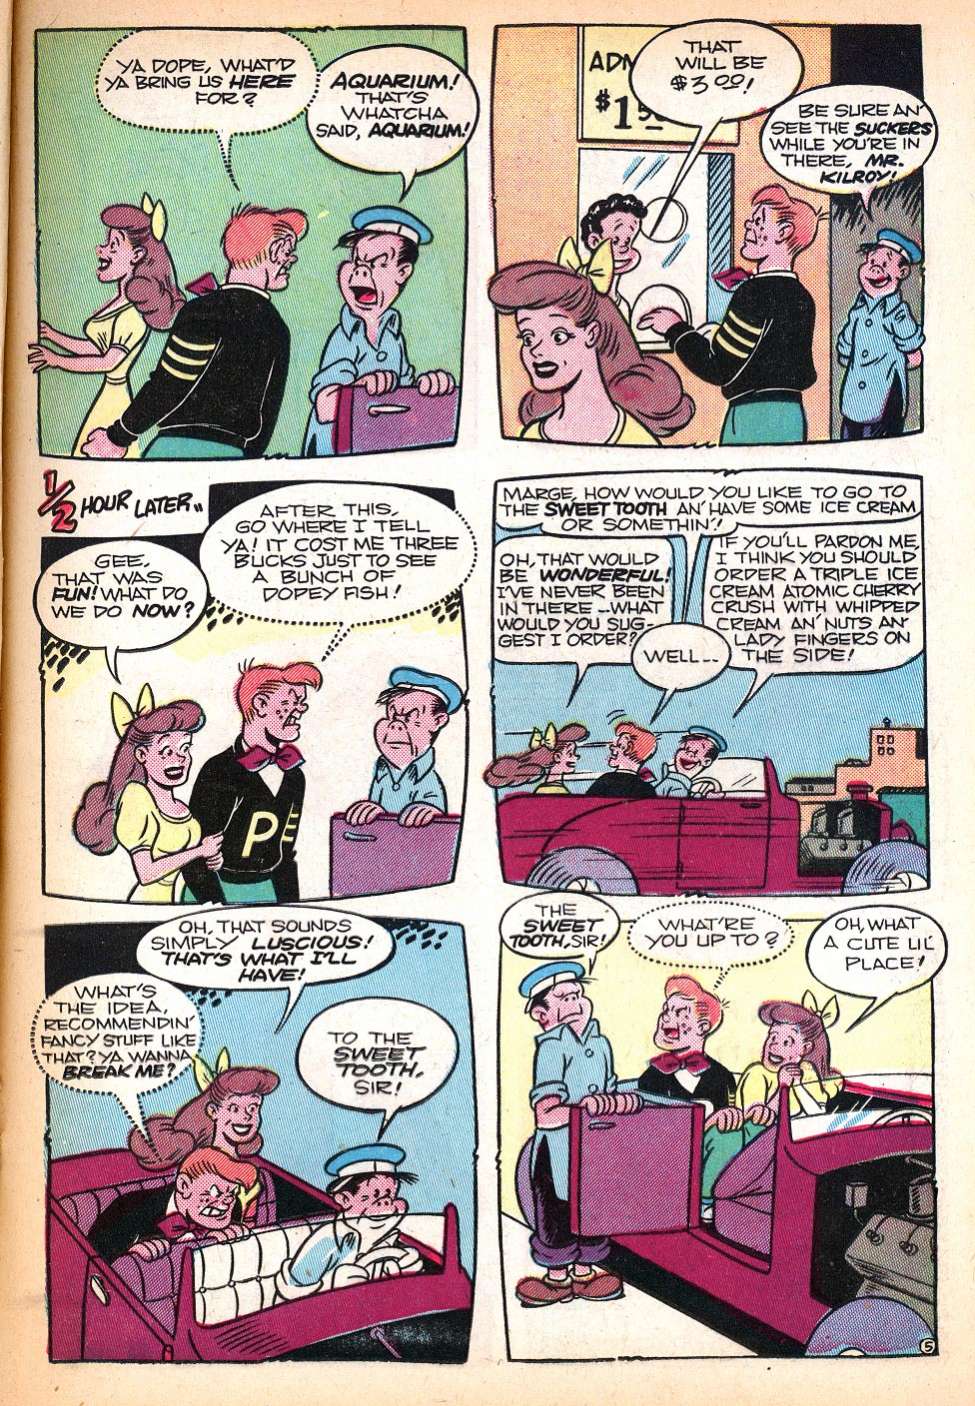 YA DOPE, WHAT'D
YA BRING US HERE
FOR?
AQUARIUM!
THAT'S
WHATCHA
SAID, AQUARIUM!
$1.50
THAT
WILL BE
$3.00!
BE SURE AN'
SEE THE SUCKERS
WHILE YOU'RE IN
THERE, MR.
KILROY!
1/2 HOUR LATER..
GEE,
THAT WAS
FUN! WHAT DO
WE DO NOW?
AFTER THIS,
GO WHERE I TELL
YA! IT COST ME THREE
BUCKS JUST TO SEE
A BUNCH OF
DOPEY FISH!
P
MARGE, HOW WOULD YOU LIKE TO GO TO
THE SWEET TOOTH AN' HAVE SOME ICE CREAM
OR SOMETHIN'?
OH, THAT WOULD
BE WONDERFUL!
I'VE NEVER BEEN
IN THERE--WHAT
WOULD YOU SUG-
GEST I ORDER?
WELL---
IF YOU'LL PARDON ME,
I THINK YOU SHOULD
ORDER A TRIPLE ICE
CREAM ATOMIC CHERRY
CRUSH WITH WHIPPED
CREAM AN' NUTS AN'
LADY FINGERS ON
THE SIDE!
OH, THAT SOUNDS
SIMPLY LUSCIOUS!
THAT'S WHAT I'LL
HAVE!
WHAT'S
THE IDEA,
RECOMMENDIN'
FANCY STUFF LIKE
THAT? YA WANNA
BREAK ME?
TO THE
SWEET
TOOTH,
SIR!
THE
SWEET
TOOTH, SIR!
WHAT'RE
YOU UP TO?
OH, WHAT
A CUTE LIL'
PLACE!
5